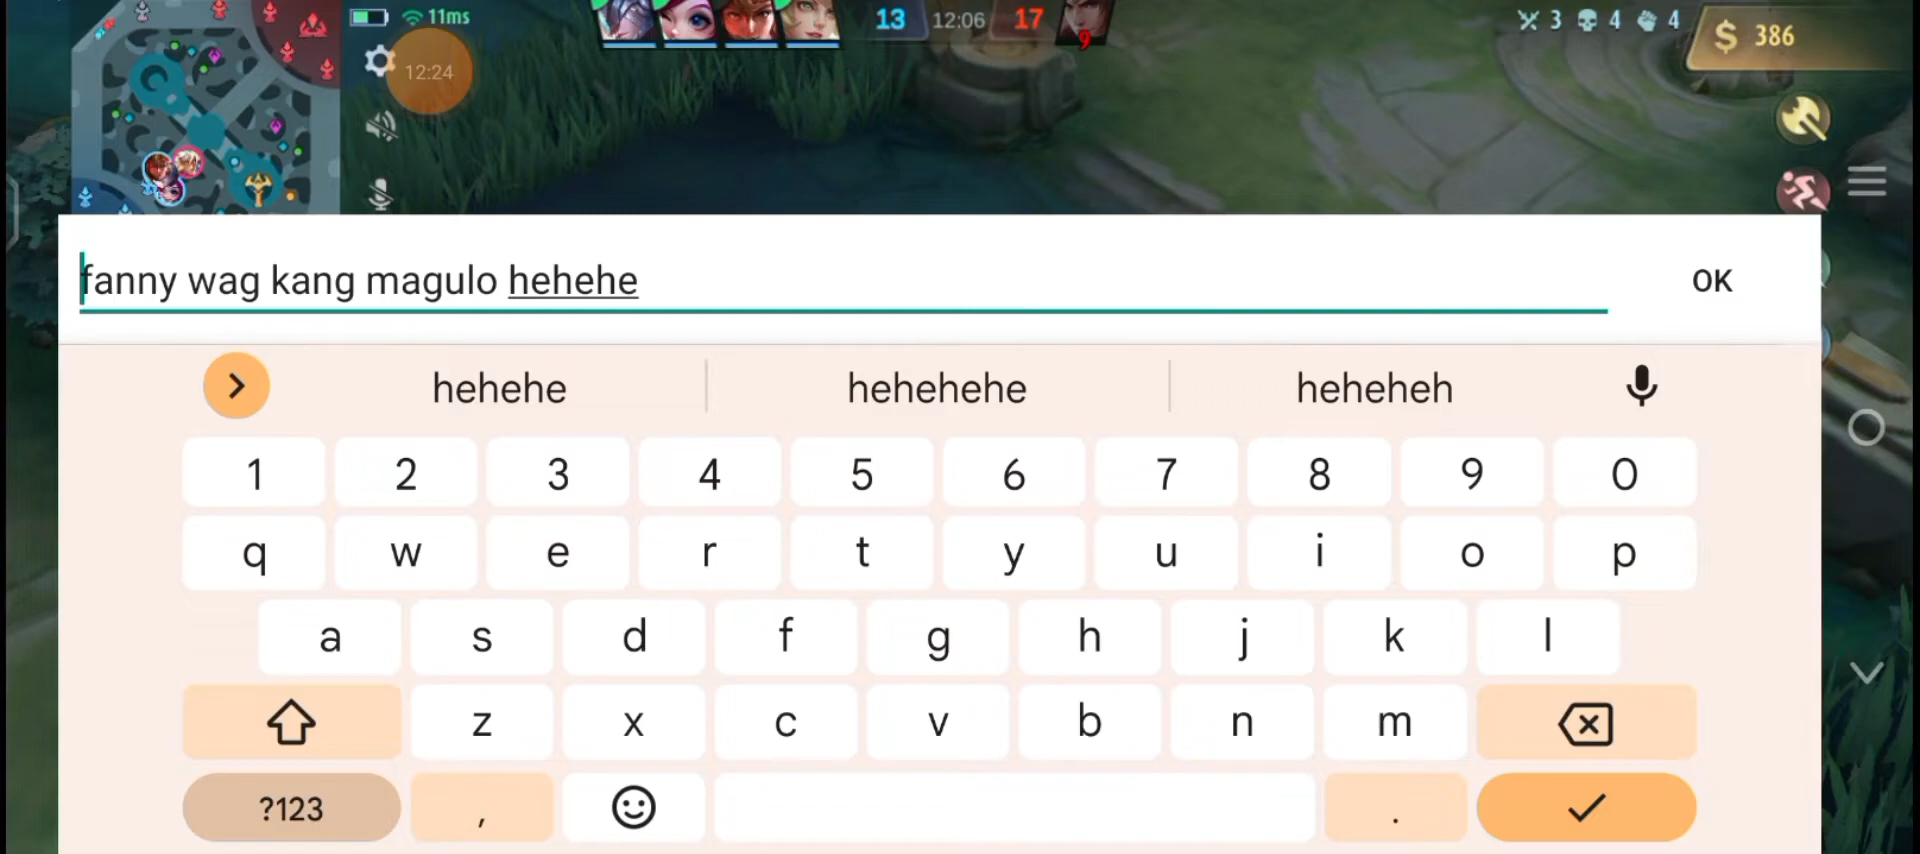 11ms
13 12:06 17
9
3 4 4
$ 386
12:24
fanny wag kang magulo hehehe
OK
hehehe hehehehe heheheh
1 2 3 4 5 6 7 8 9 0
q w e r t y u i o p
a s d f g h j k l
z x c v b n m
?123 , .